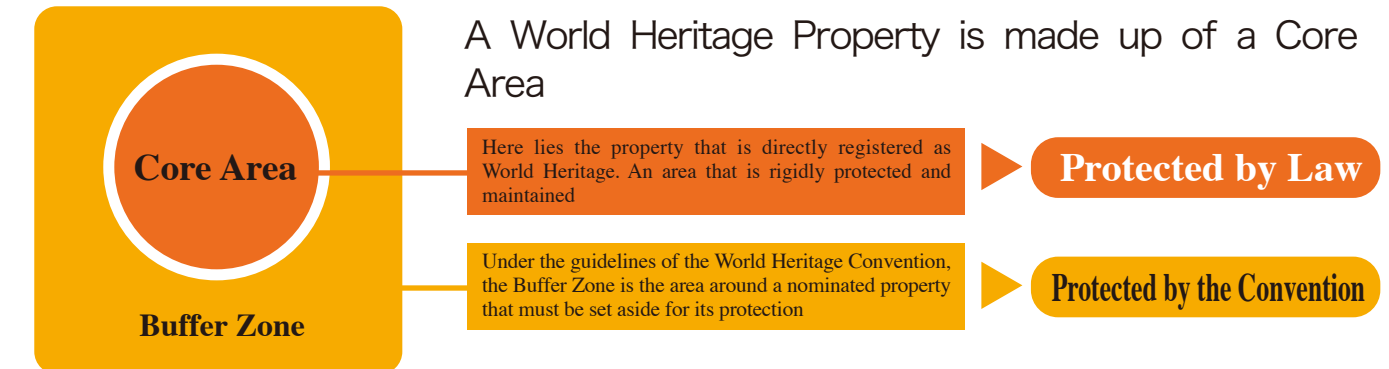 A World Heritage Property is made up of a Core
Area
Core Area
Here lies the property that is directly registered as
World Heritage. An area that is rigidly protected and
maintained
Protected by Law
Under the guidelines of the World Heritage Convention,
the Buffer Zone is the area around a nominated property
that must be set aside for its protection
Protected by the Convention
Buffer Zone